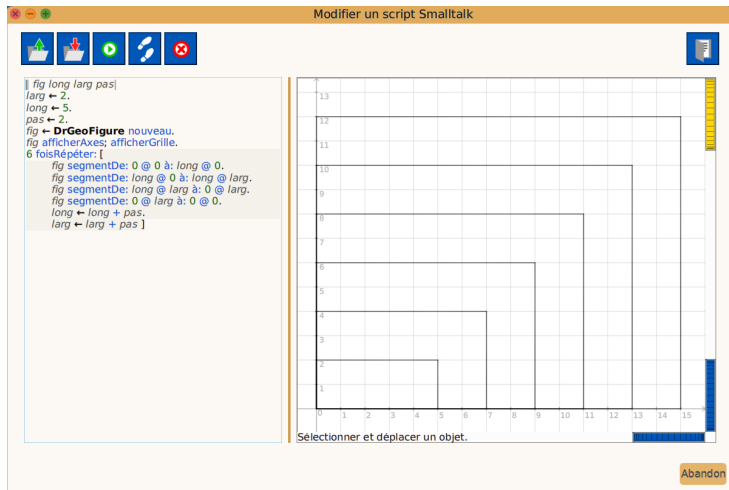 Modifier un script Smalltalk
| fig long larg pas|
larg ← 2.
long ← 5.
pas ← 2.
fig ← DrGeoFigure nouveau.
fig afficherAxes; afficherGrille.
6 foisRépéter: [
fig segmentDe: 0 @ 0 à: long @ 0.
fig segmentDe: long @ 0 à: long @ larg.
fig segmentDe: long @ larg à: 0 @ larg.
fig segmentDe: 0 @ larg à: 0 @ 0.
long ← long + pas.
larg ← larg + pas ]
13
12
11
10
9
8
7
6
5
4
3
2
1
0 1 2 3 4 5 6 7 8 9 10 11 12 13 14 15
Sélectionner et déplacer un objet.
Abandon